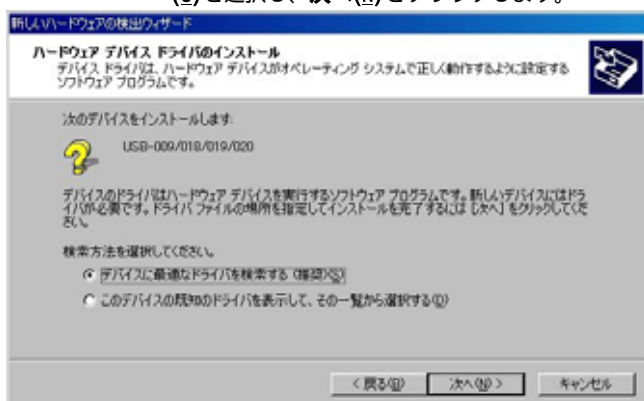 (S)を選択し、次へ(N)をクリックします。
新しいハードウェアの検出ウィザード
ハードウェア デバイス ドライバのインストール
デバイス ドライバは、ハードウェア デバイスがオペレーティング システムで正しく動作するように設定する
ソフトウェア プログラムです。
次のデバイスをインストールします:
USB-009/018/019/020
デバイスのドライバはハードウェア デバイスを実行するソフトウェア プログラムです。新しいデバイスにはドラ
イバが必要です。ドライバ ファイルの場所を指定してインストールを完了するには [次へ] をクリックしてくだ
さい。
検索方法を選択してください。
デバイスに最適なドライバを検索する (推奨)(S)
このデバイスの既知のドライバを表示して、その一覧から選択する(D)
< 戻る(B)
次へ(N) >
キャンセル